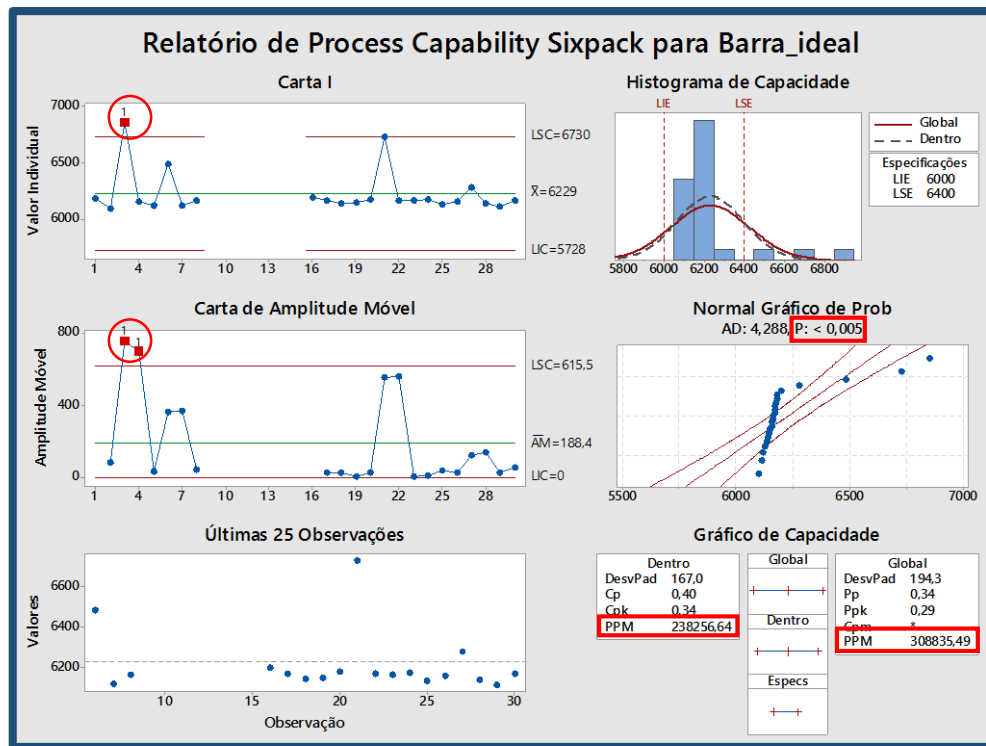 Relatório de Process Capability Sixpack para Barra_ideal
Carta I
Valor Individual
7000
6500
6000
1
LSC=6730
X̄=6229
LIC=5728
1 4 7 10 13 16 19 22 25 28
Histograma de Capacidade
LIE LSE
5800 6000 6200 6400 6600 6800
Global
Dentro
Especificações
LIE 6000
LSE 6400
Carta de Amplitude Móvel
Amplitude Móvel
800
400
0
1
1
LSC=615,5
A̅M̅=188,4
LIC=0
1 4 7 10 13 16 19 22 25 28
Normal Gráfico de Prob
AD: 4,288, P: < 0,005
5500 6000 6500 7000
Últimas 25 Observações
Valores
6600
6400
6200
10 15 20 25 30
Observação
Gráfico de Capacidade
Dentro
DesvPad 167,0
Cp 0,40
Cpk 0,34
PPM 238256,64
Global
Dentro
Especs
Global
DesvPad 194,3
Pp 0,34
Ppk 0,29
Cpm *
PPM 308835,49